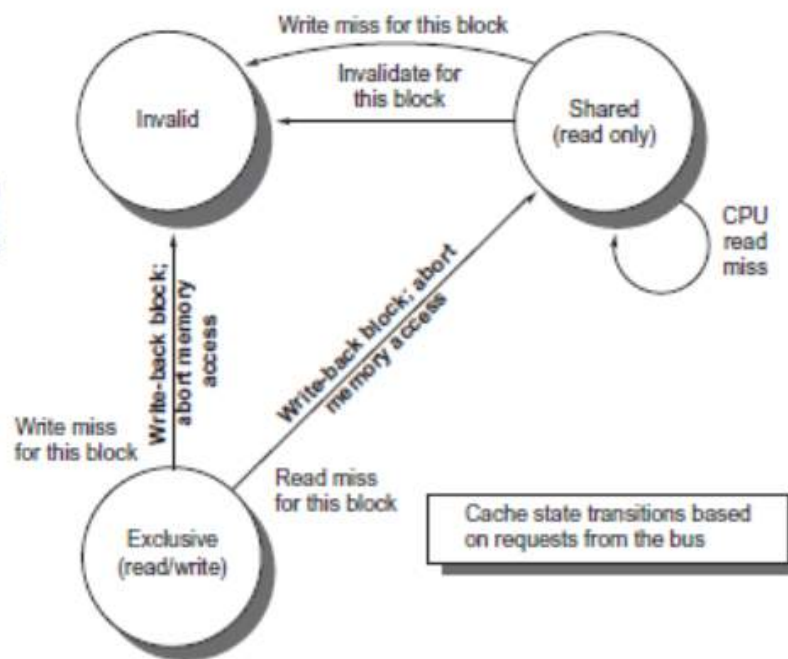 Write miss for this block
Invalidate for
this block
Invalid
Shared
(read only)
CPU
read
miss
Write-back block;
abort memory
access
Write-back block; abort
memory access
Write miss
for this block
Read miss
for this block
Exclusive
(read/write)
Cache state transitions based
on requests from the bus